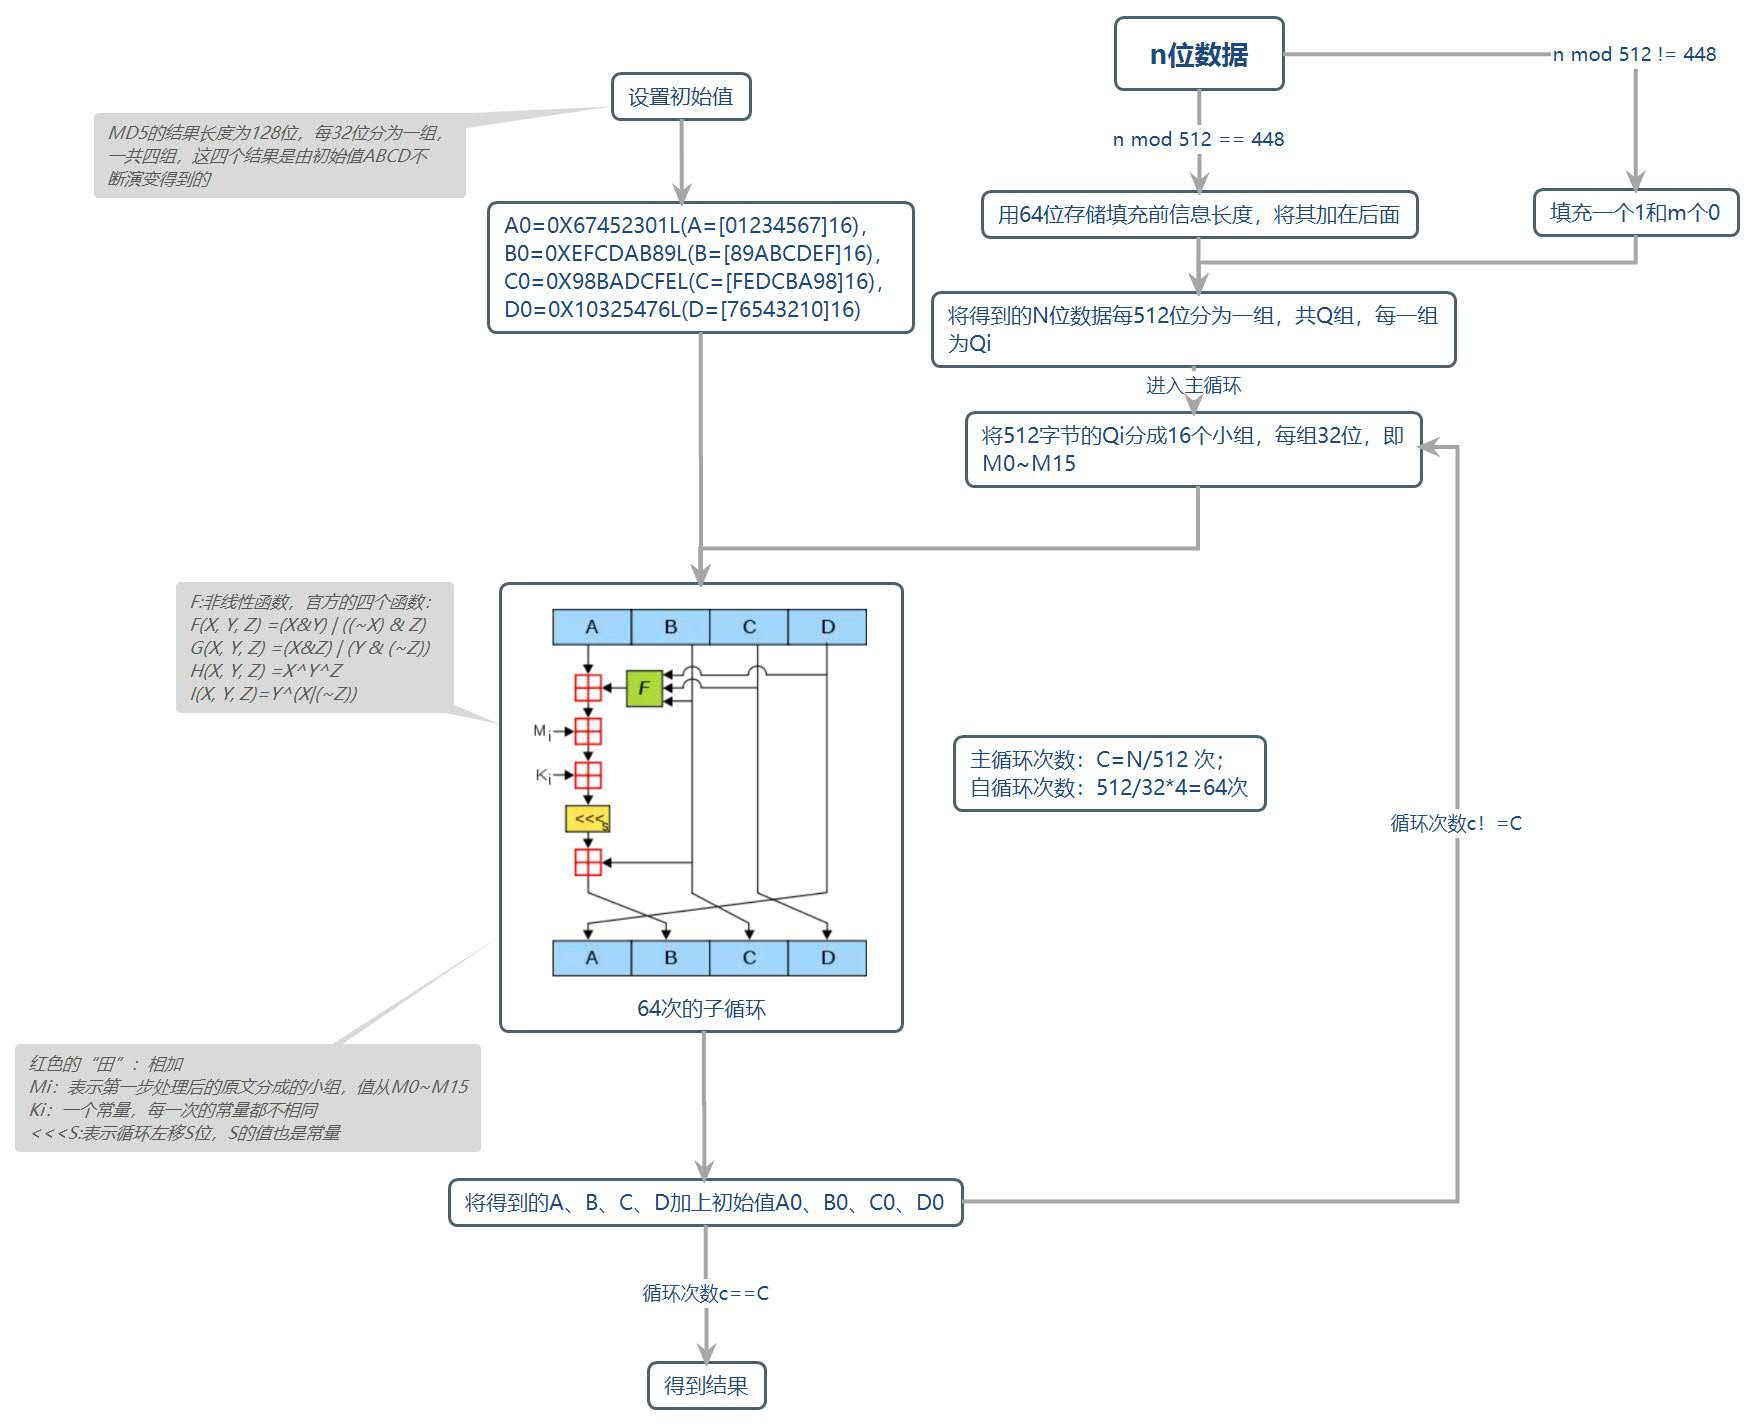 n位数据
n mod 512 != 448
设置初始值
MD5的结果长度为128位，每32位分为一组，
一共四组，这四个结果是由初始值ABCD不
断演变得到的
n mod 512 == 448
A0=0X67452301L(A=[01234567]16)，
B0=0XEFCDAB89L(B=[89ABCDEF]16)，
C0=0X98BADCFEL(C=[FEDCBA98]16)，
D0=0X10325476L(D=[76543210]16)
用64位存储填充前信息长度，将其加在后面
填充一个1和m个0
将得到的N位数据每512位分为一组，共Q组，每一组
为Qi
进入主循环
将512字节的Qi分成16个小组，每组32位，即
M0~M15
F:非线性函数，官方的四个函数：
F(X, Y, Z) =(X&Y) | ((~X) & Z)
G(X, Y, Z) =(X&Z) | (Y & (~Z))
H(X, Y, Z) =X^Y^Z
I(X, Y, Z)=Y^(X|(~Z))
A B C D
F
Mi
Ki
<<<s
A B C D
64次的子循环
主循环次数：C=N/512 次；
自循环次数：512/32*4=64次
循环次数c！=C
红色的“田”：相加
Mi：表示第一步处理后的原文分成的小组，值从M0~M15
Ki：一个常量，每一次的常量都不相同
<<<S:表示循环左移S位，S的值也是常量
将得到的A、B、C、D加上初始值A0、B0、C0、D0
循环次数c==C
得到结果